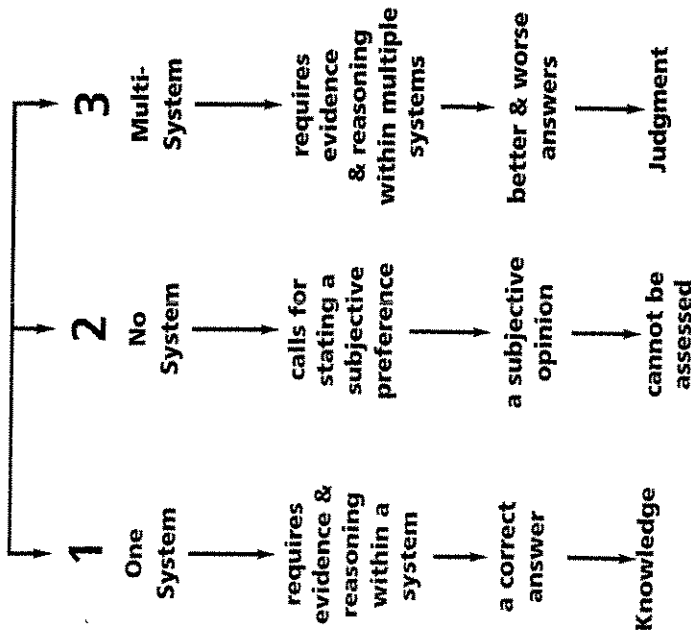 1
One
System
requires
evidence &
reasoning
within a
system
a correct
answer
Knowledge
2
No
System
calls for
stating a
subjective
preference
a subjective
opinion
cannot be
assessed
3
Multi-
System
requires
evidence
& reasoning
within multiple
systems
better & worse
answers
Judgment